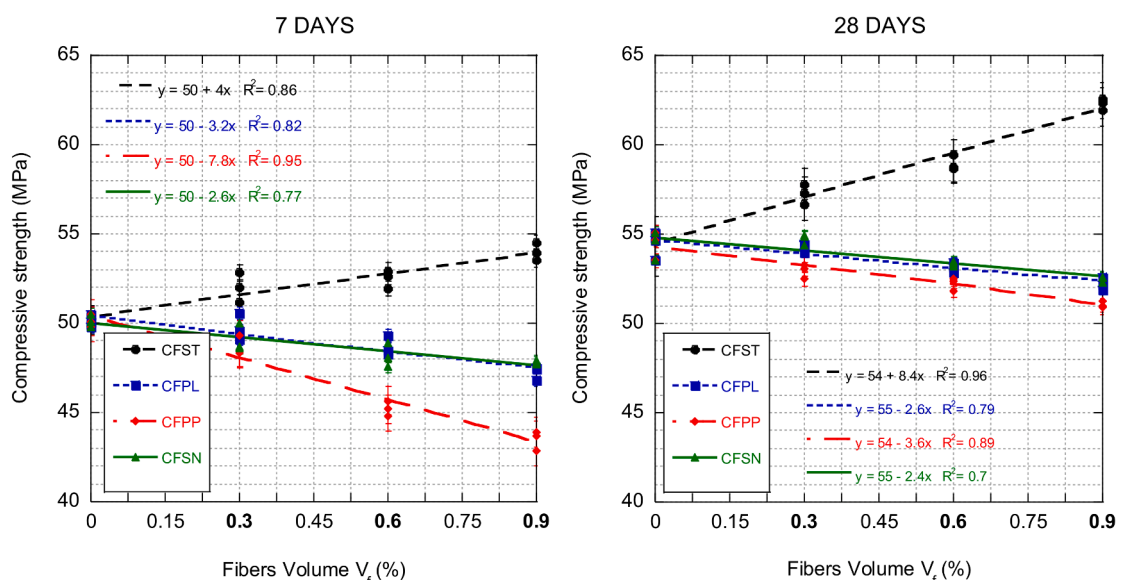 7 DAYS
Compressive strength (MPa)
65
60
55
50
45
40
y = 50 + 4x R²= 0.86
y = 50 - 3.2x R²= 0.82
y = 50 - 7.8x R²= 0.95
y = 50 - 2.6x R²= 0.77
CFST
CFPL
CFPP
CFSN
0 0.15 0.3 0.45 0.6 0.75 0.9
Fibers Volume Vf (%)
28 DAYS
Compressive strength (MPa)
65
60
55
50
45
40
CFST
CFPL
CFPP
CFSN
y = 54 + 8.4x R²= 0.96
y = 55 - 2.6x R²= 0.79
y = 54 - 3.6x R²= 0.89
y = 55 - 2.4x R²= 0.7
0 0.15 0.3 0.45 0.6 0.75 0.9
Fibers Volume Vf (%)